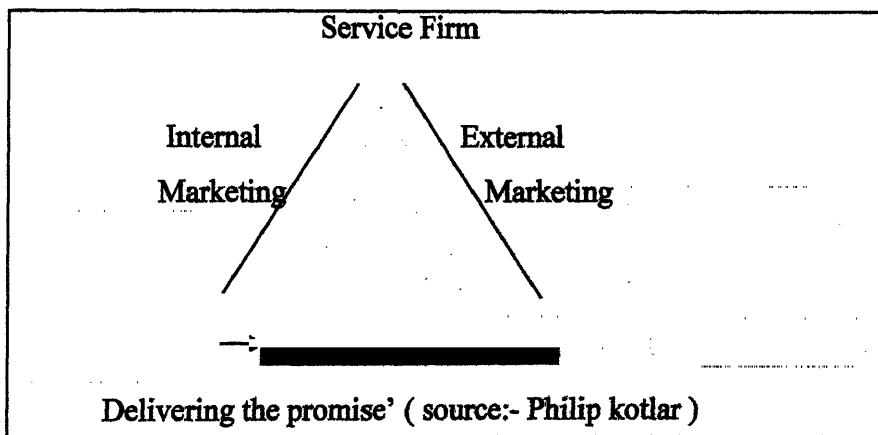 Service Firm
Internal
Marketing
External
Marketing
Delivering the promise’ ( source:- Philip kotlar )